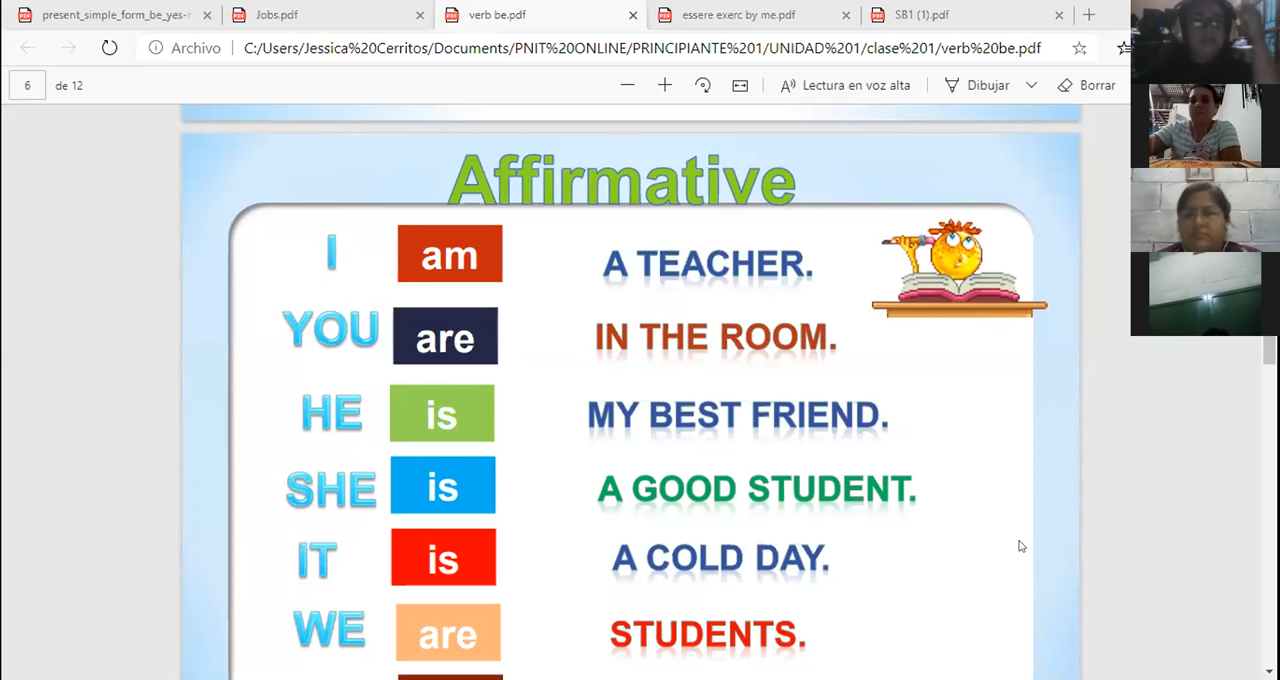 present_simple_form_be_yes-r
Jobs.pdf
verb be.pdf
essere exerc by me.pdf
SB1 (1).pdf
Archivo
C:/Users/Jessica%20Cerritos/Documents/PNIT%20ONLINE/PRINCIPIANTE%201/UNIDAD%201/clase%201/verb%20be.pdf
6 de 12
Lectura en voz alta
Dibujar
Borrar
Affirmative
I am A TEACHER.
YOU are IN THE ROOM.
HE is MY BEST FRIEND.
SHE is A GOOD STUDENT.
IT is A COLD DAY.
WE are STUDENTS.